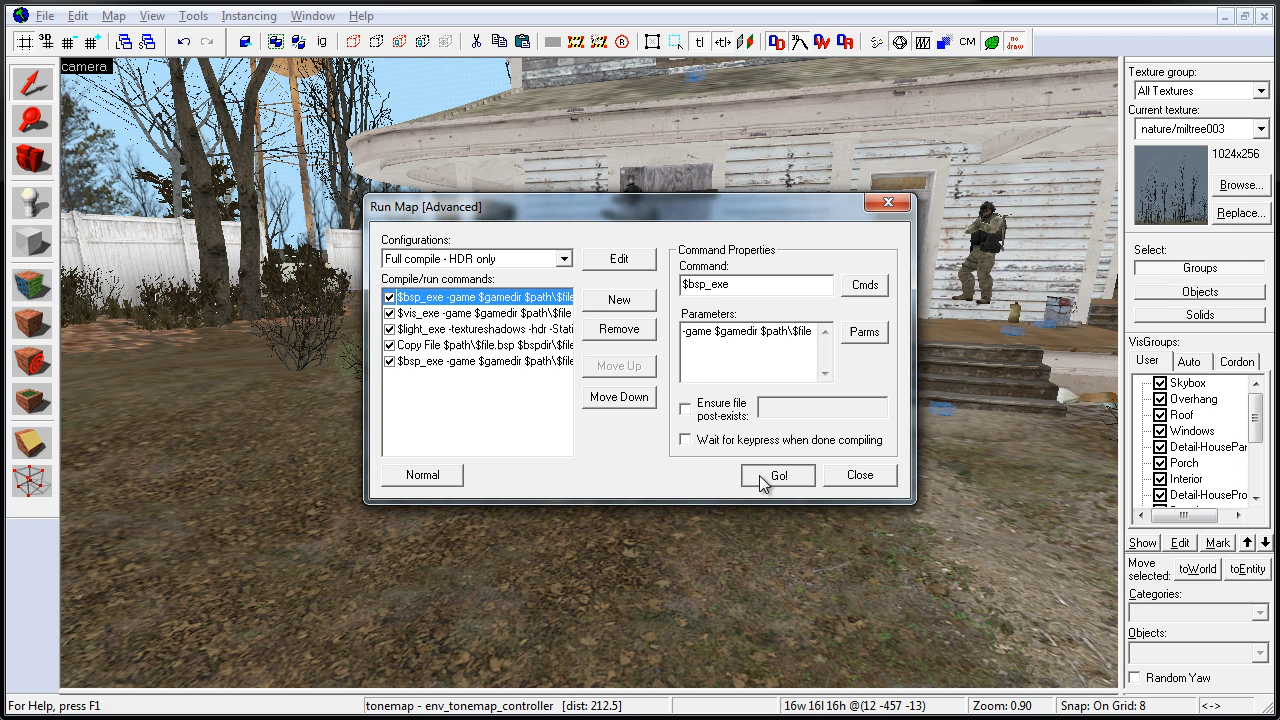 File Edit Map View Tools Instancing Window Help
3D
ig
tl
CM
no draw
camera
Texture group:
All Textures
Current texture:
nature/miltree003
1024x256
Browse...
Replace...
Select:
Groups
Objects
Solids
VisGroups:
User Auto Cordon
Skybox
Overhang
Roof
Windows
Detail-HousePar
Porch
Interior
Detail-HousePro
Show Edit Mark
Move selected: toWorld toEntity
Categories:
Objects:
Random Yaw
Run Map [Advanced]
Configurations:
Full compile - HDR only
Edit
Compile/run commands:
$bsp_exe -game $gamedir $path\$file
$vis_exe -game $gamedir $path\$file
$light_exe -textureshadows -hdr -Stati
Copy File $path\$file.bsp $bspdir\$file
$bsp_exe -game $gamedir $path\$file
New
Remove
Move Up
Move Down
Normal
Command Properties
Command:
$bsp_exe
Cmds
Parameters:
-game $gamedir $path\$file
Parms
Ensure file
post-exists:
Wait for keypress when done compiling
Go!
Close
For Help, press F1
tonemap - env_tonemap_controller [dist: 212.5]
16w 16l 16h @(12 -457 -13)
Zoom: 0.90
Snap: On Grid: 8
<->